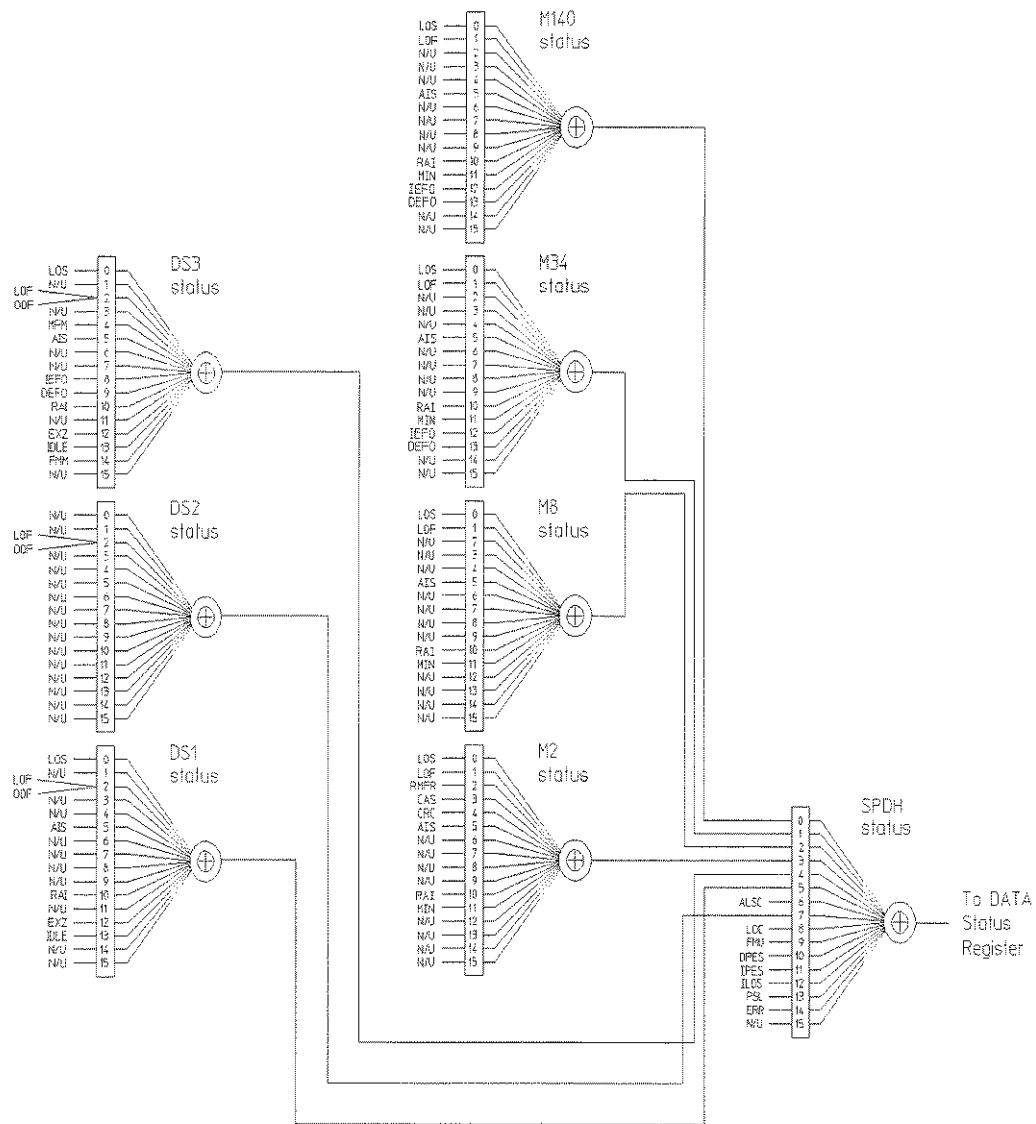 M140
status
LOS 0
LOF 1
N/U 2
N/U 3
N/U 4
AIS 5
N/U 6
N/U 7
N/U 8
N/U 9
RAI 10
MIN 11
IEFO 12
DEFO 13
N/U 14
N/U 15
DS3
status
LOS 0
N/U 1
LOF
OOF
2
N/U 3
MFM 4
AIS 5
N/U 6
N/U 7
IEFO 8
DEFO 9
RAI 10
N/U 11
EXZ 12
IDLE 13
FMM 14
N/U 15
M34
status
LOS 0
LOF 1
N/U 2
N/U 3
N/U 4
AIS 5
N/U 6
N/U 7
N/U 8
N/U 9
RAI 10
MIN 11
IEFO 12
DEFO 13
N/U 14
N/U 15
DS2
status
N/U 0
N/U 1
LOF
OOF
2
N/U 3
N/U 4
N/U 5
N/U 6
N/U 7
N/U 8
N/U 9
N/U 10
N/U 11
N/U 12
N/U 13
N/U 14
N/U 15
M8
status
LOS 0
LOF 1
N/U 2
N/U 3
N/U 4
AIS 5
N/U 6
N/U 7
N/U 8
N/U 9
RAI 10
MIN 11
N/U 12
N/U 13
N/U 14
N/U 15
DS1
status
LOS 0
N/U 1
LOF
OOF
2
N/U 3
N/U 4
AIS 5
N/U 6
N/U 7
N/U 8
N/U 9
RAI 10
N/U 11
EXZ 12
IDLE 13
N/U 14
N/U 15
M2
status
LOS 0
LOF 1
RMFR 2
CAS 3
CRC 4
AIS 5
N/U 6
N/U 7
N/U 8
N/U 9
RAI 10
MIN 11
N/U 12
N/U 13
N/U 14
N/U 15
SPDH
status
0
1
2
3
4
5
ALSC 6
7
8
FMU 9
DPES 10
IPES 11
ILOS 12
PSL 13
ERR 14
N/U 15
To DATA
Status
Register